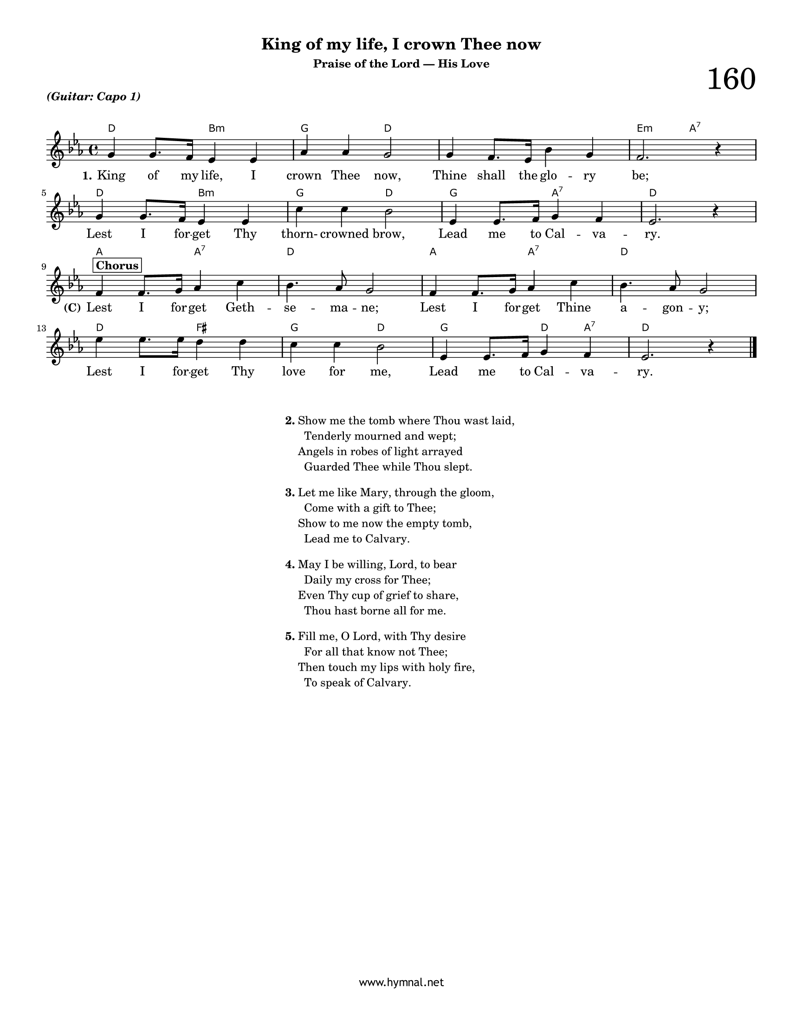 King of my life, I crown Thee now
Praise of the Lord — His Love
160
(Guitar: Capo 1)
D Bm G D Em A7
1. King of my life, I crown Thee now, Thine shall the glo - ry be;
5 D Bm G D G A7 D
Lest I for-get Thy thorn-crowned brow, Lead me to Cal - va - ry.
A A7 D A A7 D
9 Chorus
(C) Lest I forget Geth - se - ma - ne; Lest I forget Thine a - gon - y;
13 D F♯ G D G D A7 D
Lest I for-get Thy love for me, Lead me to Cal - va - ry.
2. Show me the tomb where Thou wast laid,
Tenderly mourned and wept;
Angels in robes of light arrayed
Guarded Thee while Thou slept.
3. Let me like Mary, through the gloom,
Come with a gift to Thee;
Show to me now the empty tomb,
Lead me to Calvary.
4. May I be willing, Lord, to bear
Daily my cross for Thee;
Even Thy cup of grief to share,
Thou hast borne all for me.
5. Fill me, O Lord, with Thy desire
For all that know not Thee;
Then touch my lips with holy fire,
To speak of Calvary.
www.hymnal.net